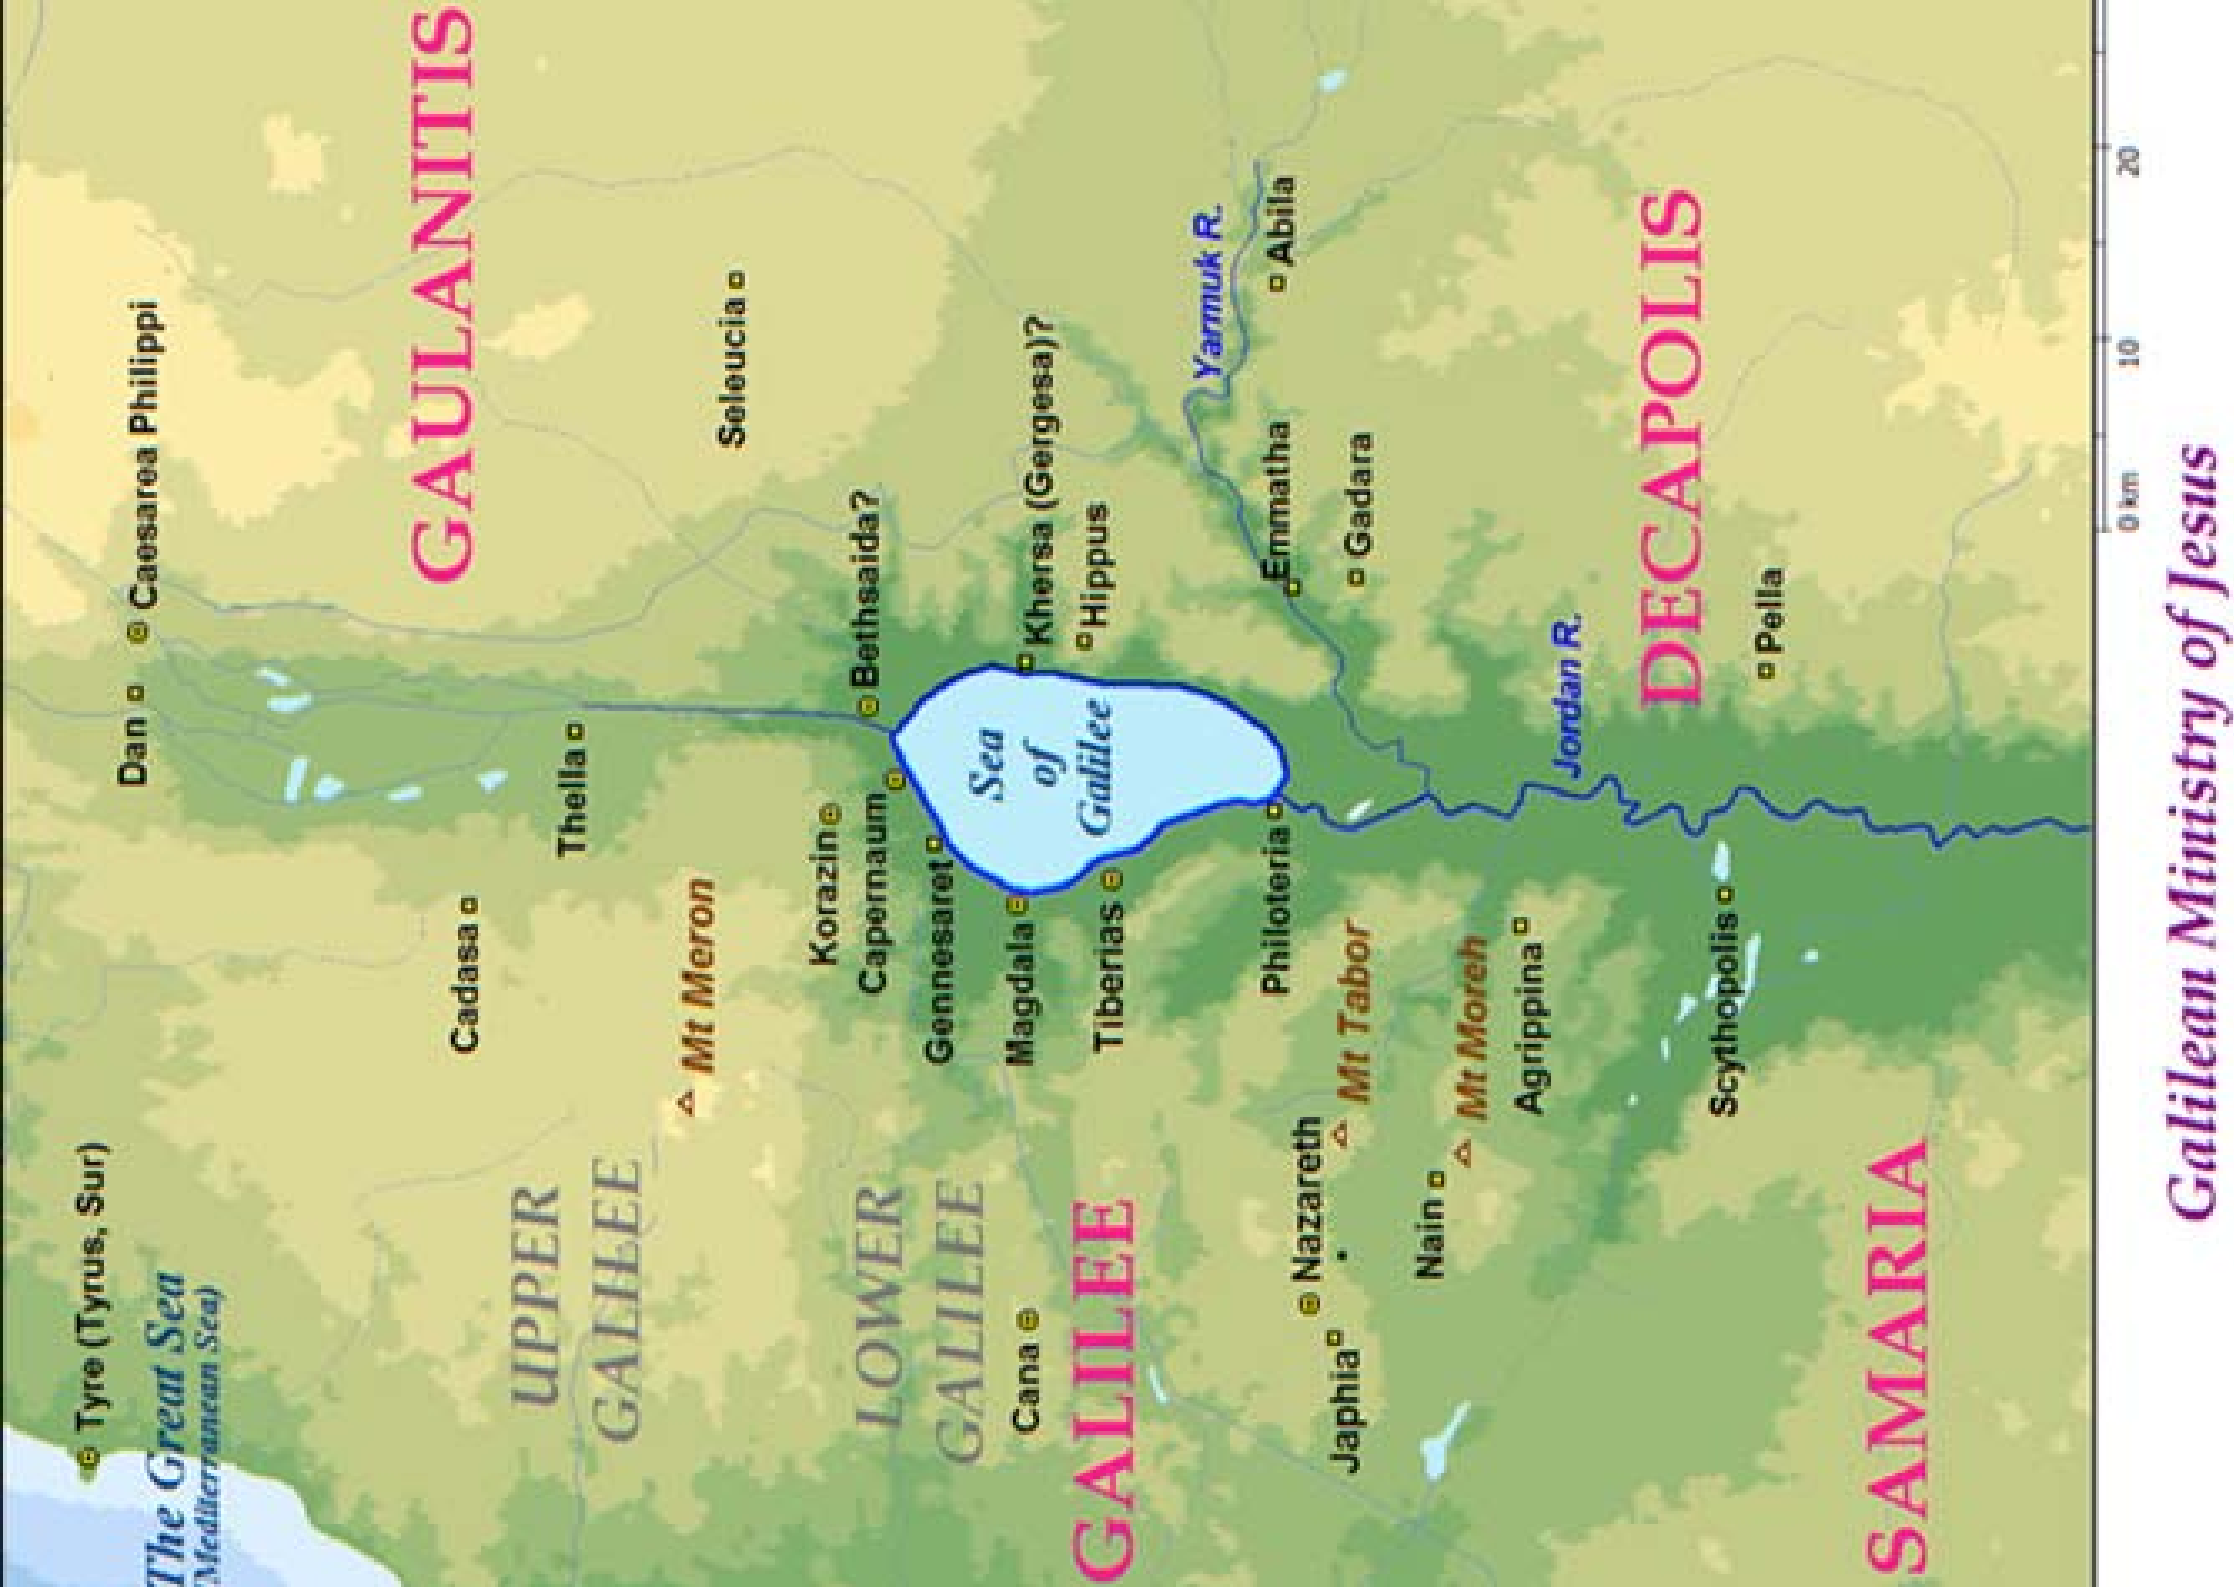 Tyre (Tyrus, Sur)
The Great Sea
(Mediterranean Sea)
Dan
Caesarea Philippi
GAULANITIS
Cadasa
Thella
UPPER
GALILEE
Mt Meron
Seleucia
Korazin
Bethsaida?
Capernaum
LOWER
GALILEE
Gennesaret
Sea
of
Galilee
Khersa (Gergesa)?
Magdala
Cana
Hippus
Tiberias
GALILEE
Yarmuk R.
Abila
Emmatha
Philoteria
Nazareth
Mt Tabor
Gadara
Japhia
Nain
Mt Moreh
Agrippina
Jordan R.
DECAPOLIS
Scythopolis
Pella
SAMARIA
0 km 10 20
Galilean Ministry of Jesus